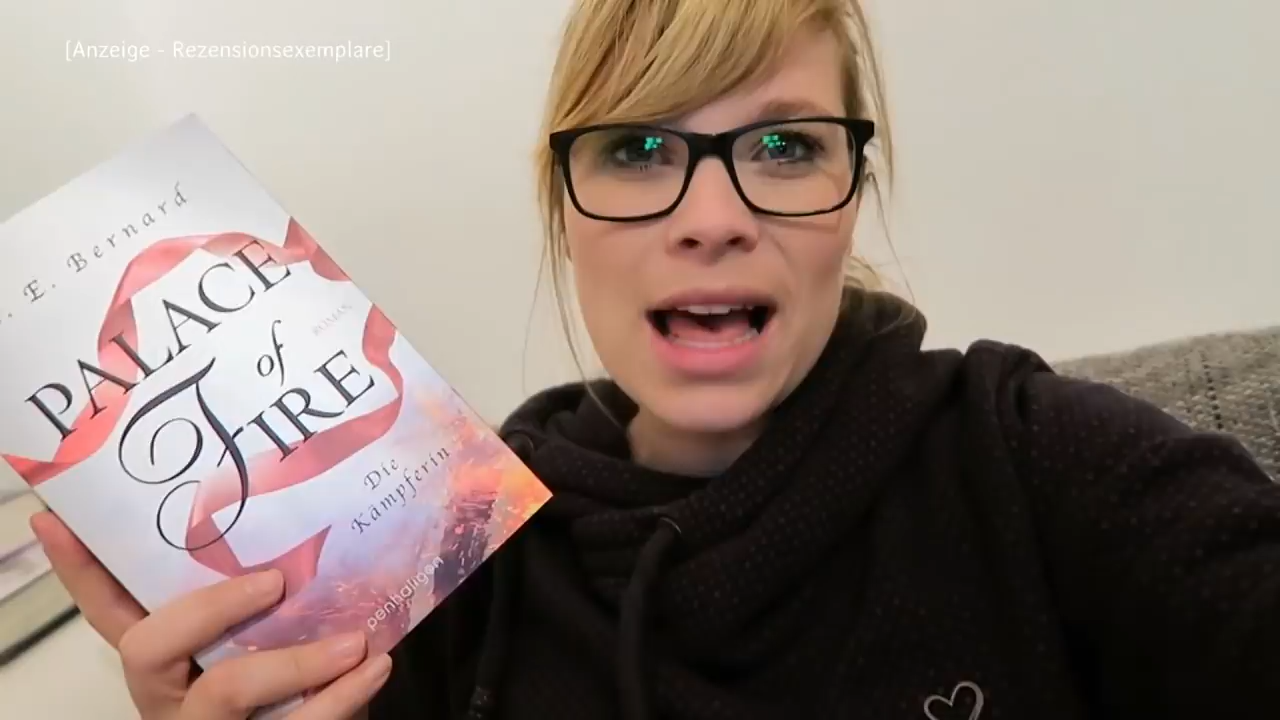 [Anzeige - Rezensionsexemplare]
. E. Bernard
PALACE
of
FIRE
ROMAN
Die
Kämpferin
penhaligon